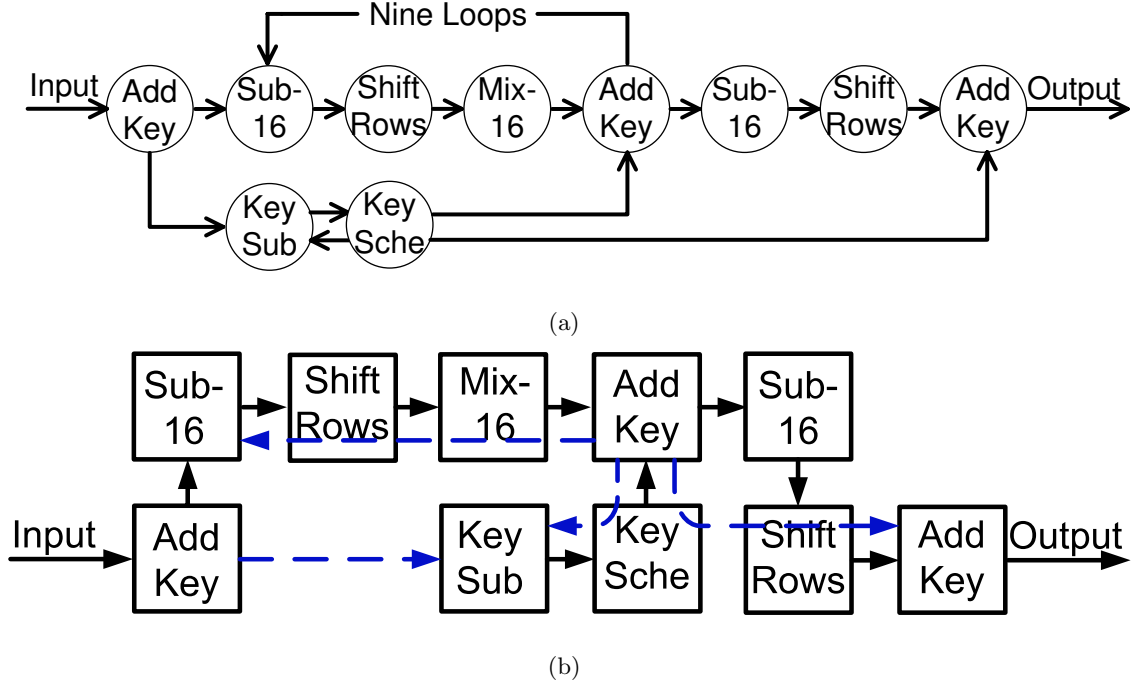 Nine Loops
Input
Add
Key
Sub-
16
Shift
Rows
Mix-
16
Add
Key
Sub-
16
Shift
Rows
Add
Key
Output
Key
Sub
Key
Sche
(a)
Sub-
16
Shift
Rows
Mix-
16
Add
Key
Sub-
16
Input
Add
Key
Key
Sub
Key
Sche
Shift
Rows
Add
Key
Output
(b)